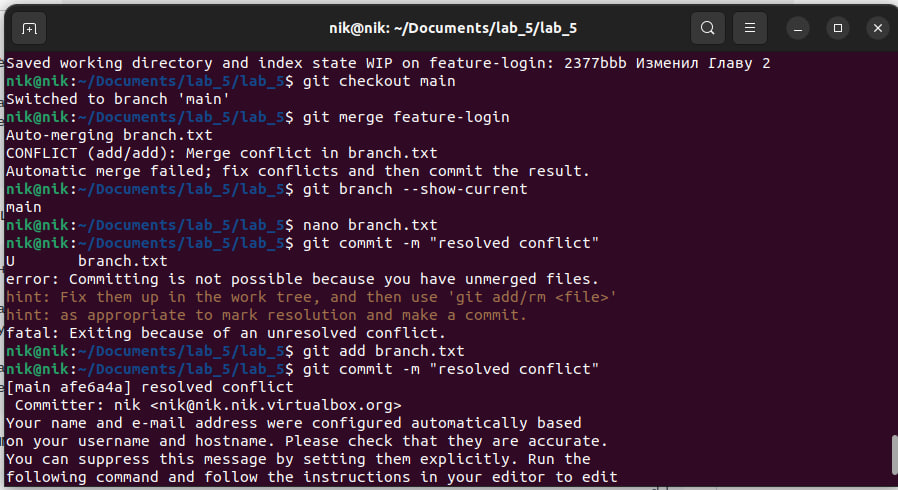 nik@nik: ~/Documents/lab_5/lab_5
Saved working directory and index state WIP on feature-login: 2377bbb Изменил Главу 2
nik@nik:~/Documents/lab_5/lab_5$ git checkout main
Switched to branch 'main'
nik@nik:~/Documents/lab_5/lab_5$ git merge feature-login
Auto-merging branch.txt
CONFLICT (add/add): Merge conflict in branch.txt
Automatic merge failed; fix conflicts and then commit the result.
nik@nik:~/Documents/lab_5/lab_5$ git branch --show-current
main
nik@nik:~/Documents/lab_5/lab_5$ nano branch.txt
nik@nik:~/Documents/lab_5/lab_5$ git commit -m "resolved conflict"
U       branch.txt
error: Committing is not possible because you have unmerged files.
hint: Fix them up in the work tree, and then use 'git add/rm <file>'
hint: as appropriate to mark resolution and make a commit.
fatal: Exiting because of an unresolved conflict.
nik@nik:~/Documents/lab_5/lab_5$ git add branch.txt
nik@nik:~/Documents/lab_5/lab_5$ git commit -m "resolved conflict"
[main afe6a4a] resolved conflict
 Committer: nik <nik@nik.nik.virtualbox.org>
Your name and e-mail address were configured automatically based
on your username and hostname. Please check that they are accurate.
You can suppress this message by setting them explicitly. Run the
following command and follow the instructions in your editor to edit